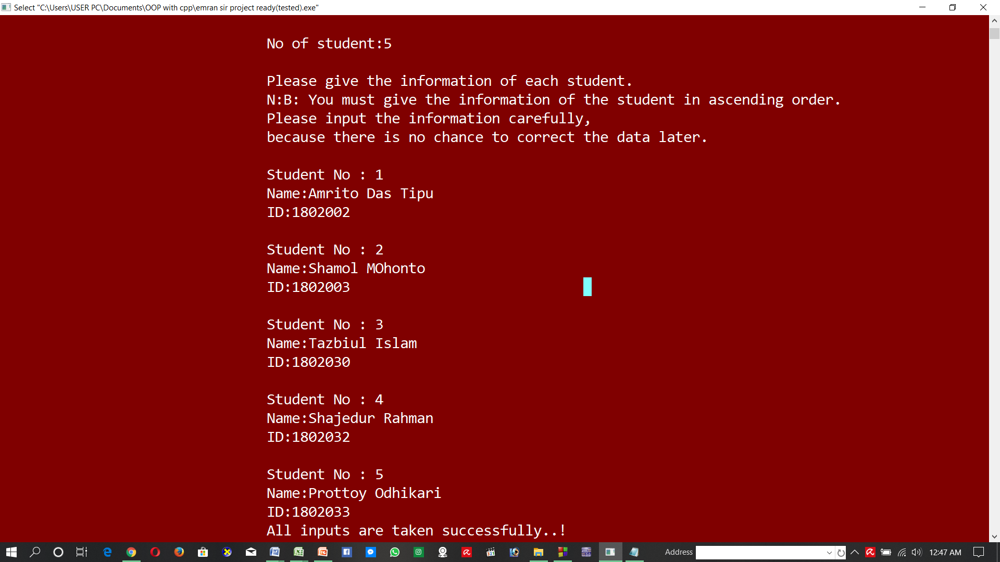 Select "C:\Users\USER PC\Documents\OOP with cpp\emran sir project ready(tested).exe"
No of student:5
Please give the information of each student.
N:B: You must give the information of the student in ascending order.
Please input the information carefully,
because there is no chance to correct the data later.
Student No : 1
Name:Amrito Das Tipu
ID:1802002
Student No : 2
Name:Shamol MOhonto
ID:1802003
Student No : 3
Name:Tazbiul Islam
ID:1802030
Student No : 4
Name:Shajedur Rahman
ID:1802032
Student No : 5
Name:Prottoy Odhikari
ID:1802033
All inputs are taken successfully..!
Address
12:47 AM